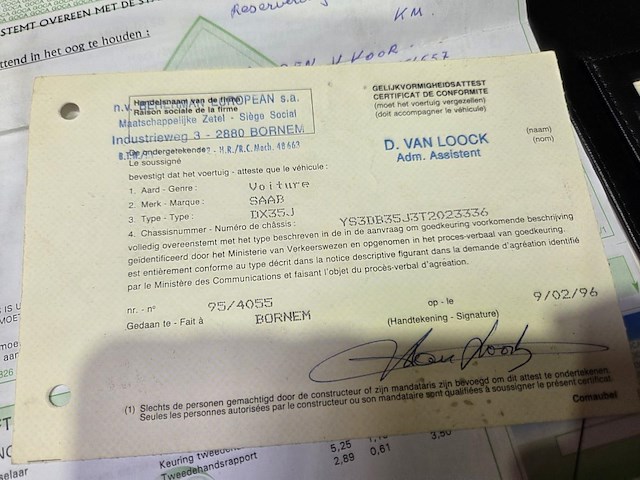 STEMT OVEREEN MET DE
KM.
ttend in het oog te houden :
V. KOOR
n.v. BEHERMAN EUROPEAN s.a.
Handelsnaam van de firma
Raison sociale de la firme
Maatschappelijke Zetel - Siège Social
Industrieweg 3 - 2880 BORNEM
H.R./R.C. Mech. 48663
De ondergetekende
Le soussigné
GELIJKVORMIGHEIDSATTEST
CERTIFICAT DE CONFORMITE
(moet het voertuig vergezellen)
(doit accompagner le véhicule)
D. VAN LOOCK
Adm. Assistent
(naam)
(nom)
bevestigt dat het voertuig - atteste que le véhicule :
1. Aard - Genre : Voiture
2. Merk - Marque : SAAB
3. Type - Type : DX35J
4. Chassisnummer - Numéro de châssis : YS3DB35J3T2023336
volledig overeenstemt met het type beschreven in de in de aanvraag om goedkeuring voorkomende beschrijving
geidentificeerd door het Ministerie van Verkeerswezen en opgenomen in het proces-verbaal van goedkeuring.
est entièrement conforme au type décrit dans la notice descriptive figurant dans la demande d'agréation identifié
par le Ministère des Communications et faisant l'objet du procès-verbal d'agréation.
nr. - n° 95/4055 op - le 9/02/96
Gedaan te - Fait à BORNEM (Handtekening - Signature)
(1) Slechts de personen gemachtigd door de constructeur of zijn mandataris zijn bevoegd om dit attest te ondertekenen.
Seules les personnes autorisées par le constructeur ou son mandataire sont qualifiées à soussigner le présent certificat.
Comaubel
Keuring 5,25
Tweedehandsrapport 2,89 0,61